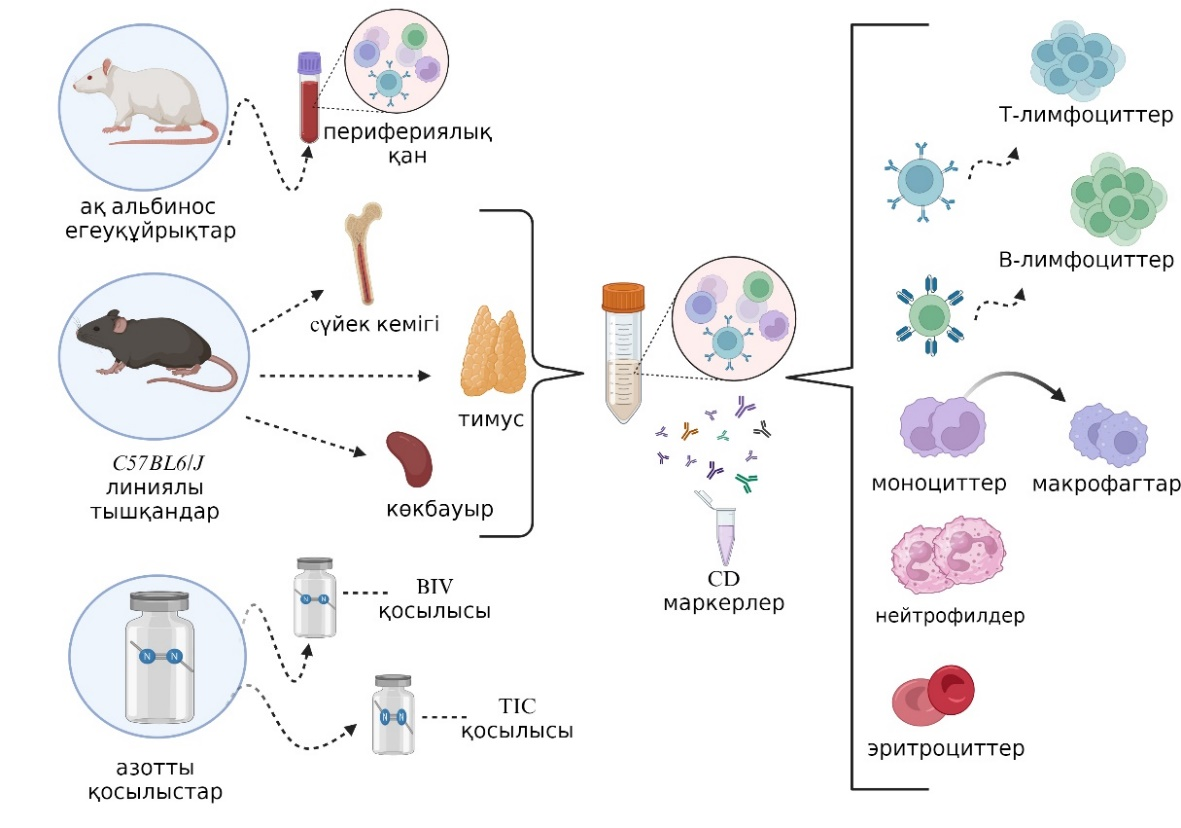 перифериялық
қан
ақ альбинос
егеуқұйрықтар
сүйек кемігі
тимус
көкбауыр
C57BL6/J
линиялы
тышқандар
BIV
қосылысы
TIC
қосылысы
N N
N N
N N
азотты
қосылыстар
CD
маркерлер
Т-лимфоциттер
В-лимфоциттер
моноциттер
макрофагтар
нейтрофилдер
эритроциттер